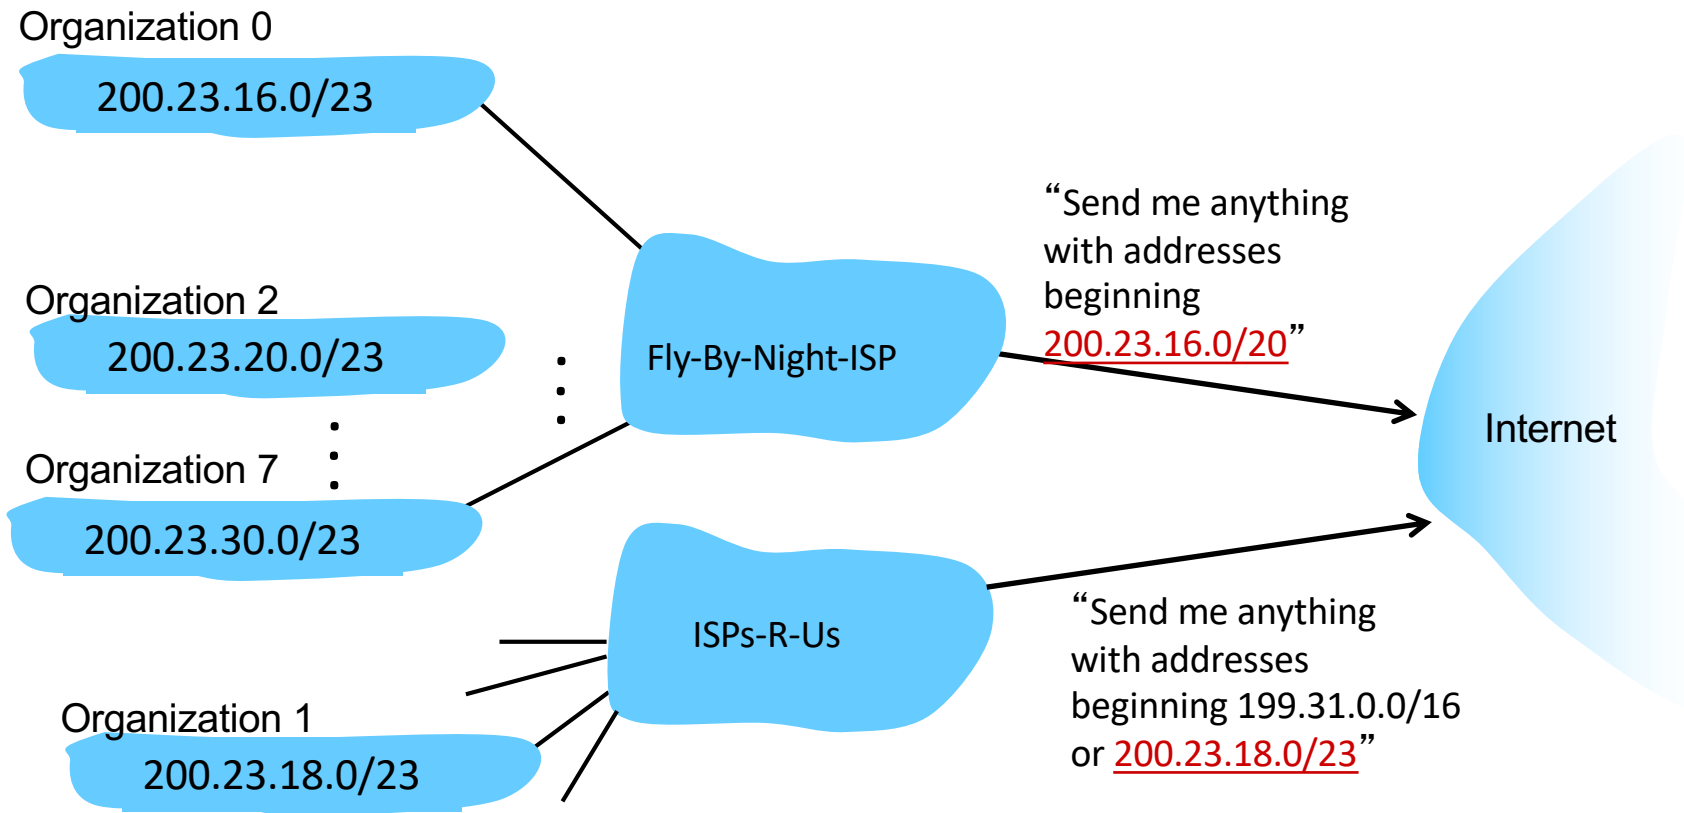 Organization 0
200.23.16.0/23
Organization 2
200.23.20.0/23
Organization 7
200.23.30.0/23
Fly-By-Night-ISP
“Send me anything
with addresses
beginning
200.23.16.0/20”
Internet
ISPs-R-Us
Organization 1
200.23.18.0/23
“Send me anything
with addresses
beginning 199.31.0.0/16
or 200.23.18.0/23”